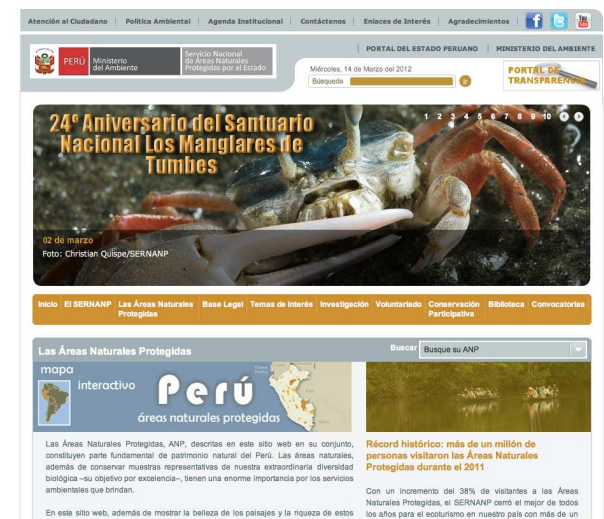 Atención al Ciudadano | Política Ambiental | Agenda Institucional | Contáctenos | Enlaces de Interés | Agradecimientos |
You Tube
| PORTAL DEL ESTADO PERUANO | MINISTERIO DEL AMBIENTE
PERÚ
Ministerio
del Ambiente
Servicio Nacional
de Áreas Naturales
Protegidas por el Estado
Miércoles, 14 de Marzo del 2012
Búsqueda
Ir
PORTAL DE
TRANSPARENCIA
24º Aniversario del Santuario
Nacional Los Manglares de
Tumbes
1 2 3 4 5 6 7 8 9 10
02 de marzo
Foto: Christian Quispe/SERNANP
Inicio El SERNANP Las Áreas Naturales Protegidas Base Legal Temas de Interés Investigación Voluntariado Conservación Participativa Biblioteca Convocatorias
Las Áreas Naturales Protegidas
Buscar Busque su ANP
mapa
interactivo
Perú
áreas naturales protegidas
Las Áreas Naturales Protegidas, ANP, descritas en este sitio web en su conjunto,
constituyen parte fundamental de patrimonio natural del Perú. Las áreas naturales,
además de conservar muestras representativas de nuestra extraordinaria diversidad
biológica –su objetivo por excelencia–, tienen una enorme importancia por los servicios
ambientales que brindan.
En este sitio web, además de mostrar la belleza de los paisajes y la riqueza de estos
Récord histórico: más de un millón de
personas visitaron las Áreas Naturales
Protegidas durante el 2011
Con un incremento del 38% de visitantes a las Áreas
Naturales Protegidas, el SERNANP cerró el mejor de todos
los años para el ecoturismo en nuestro país con más de un